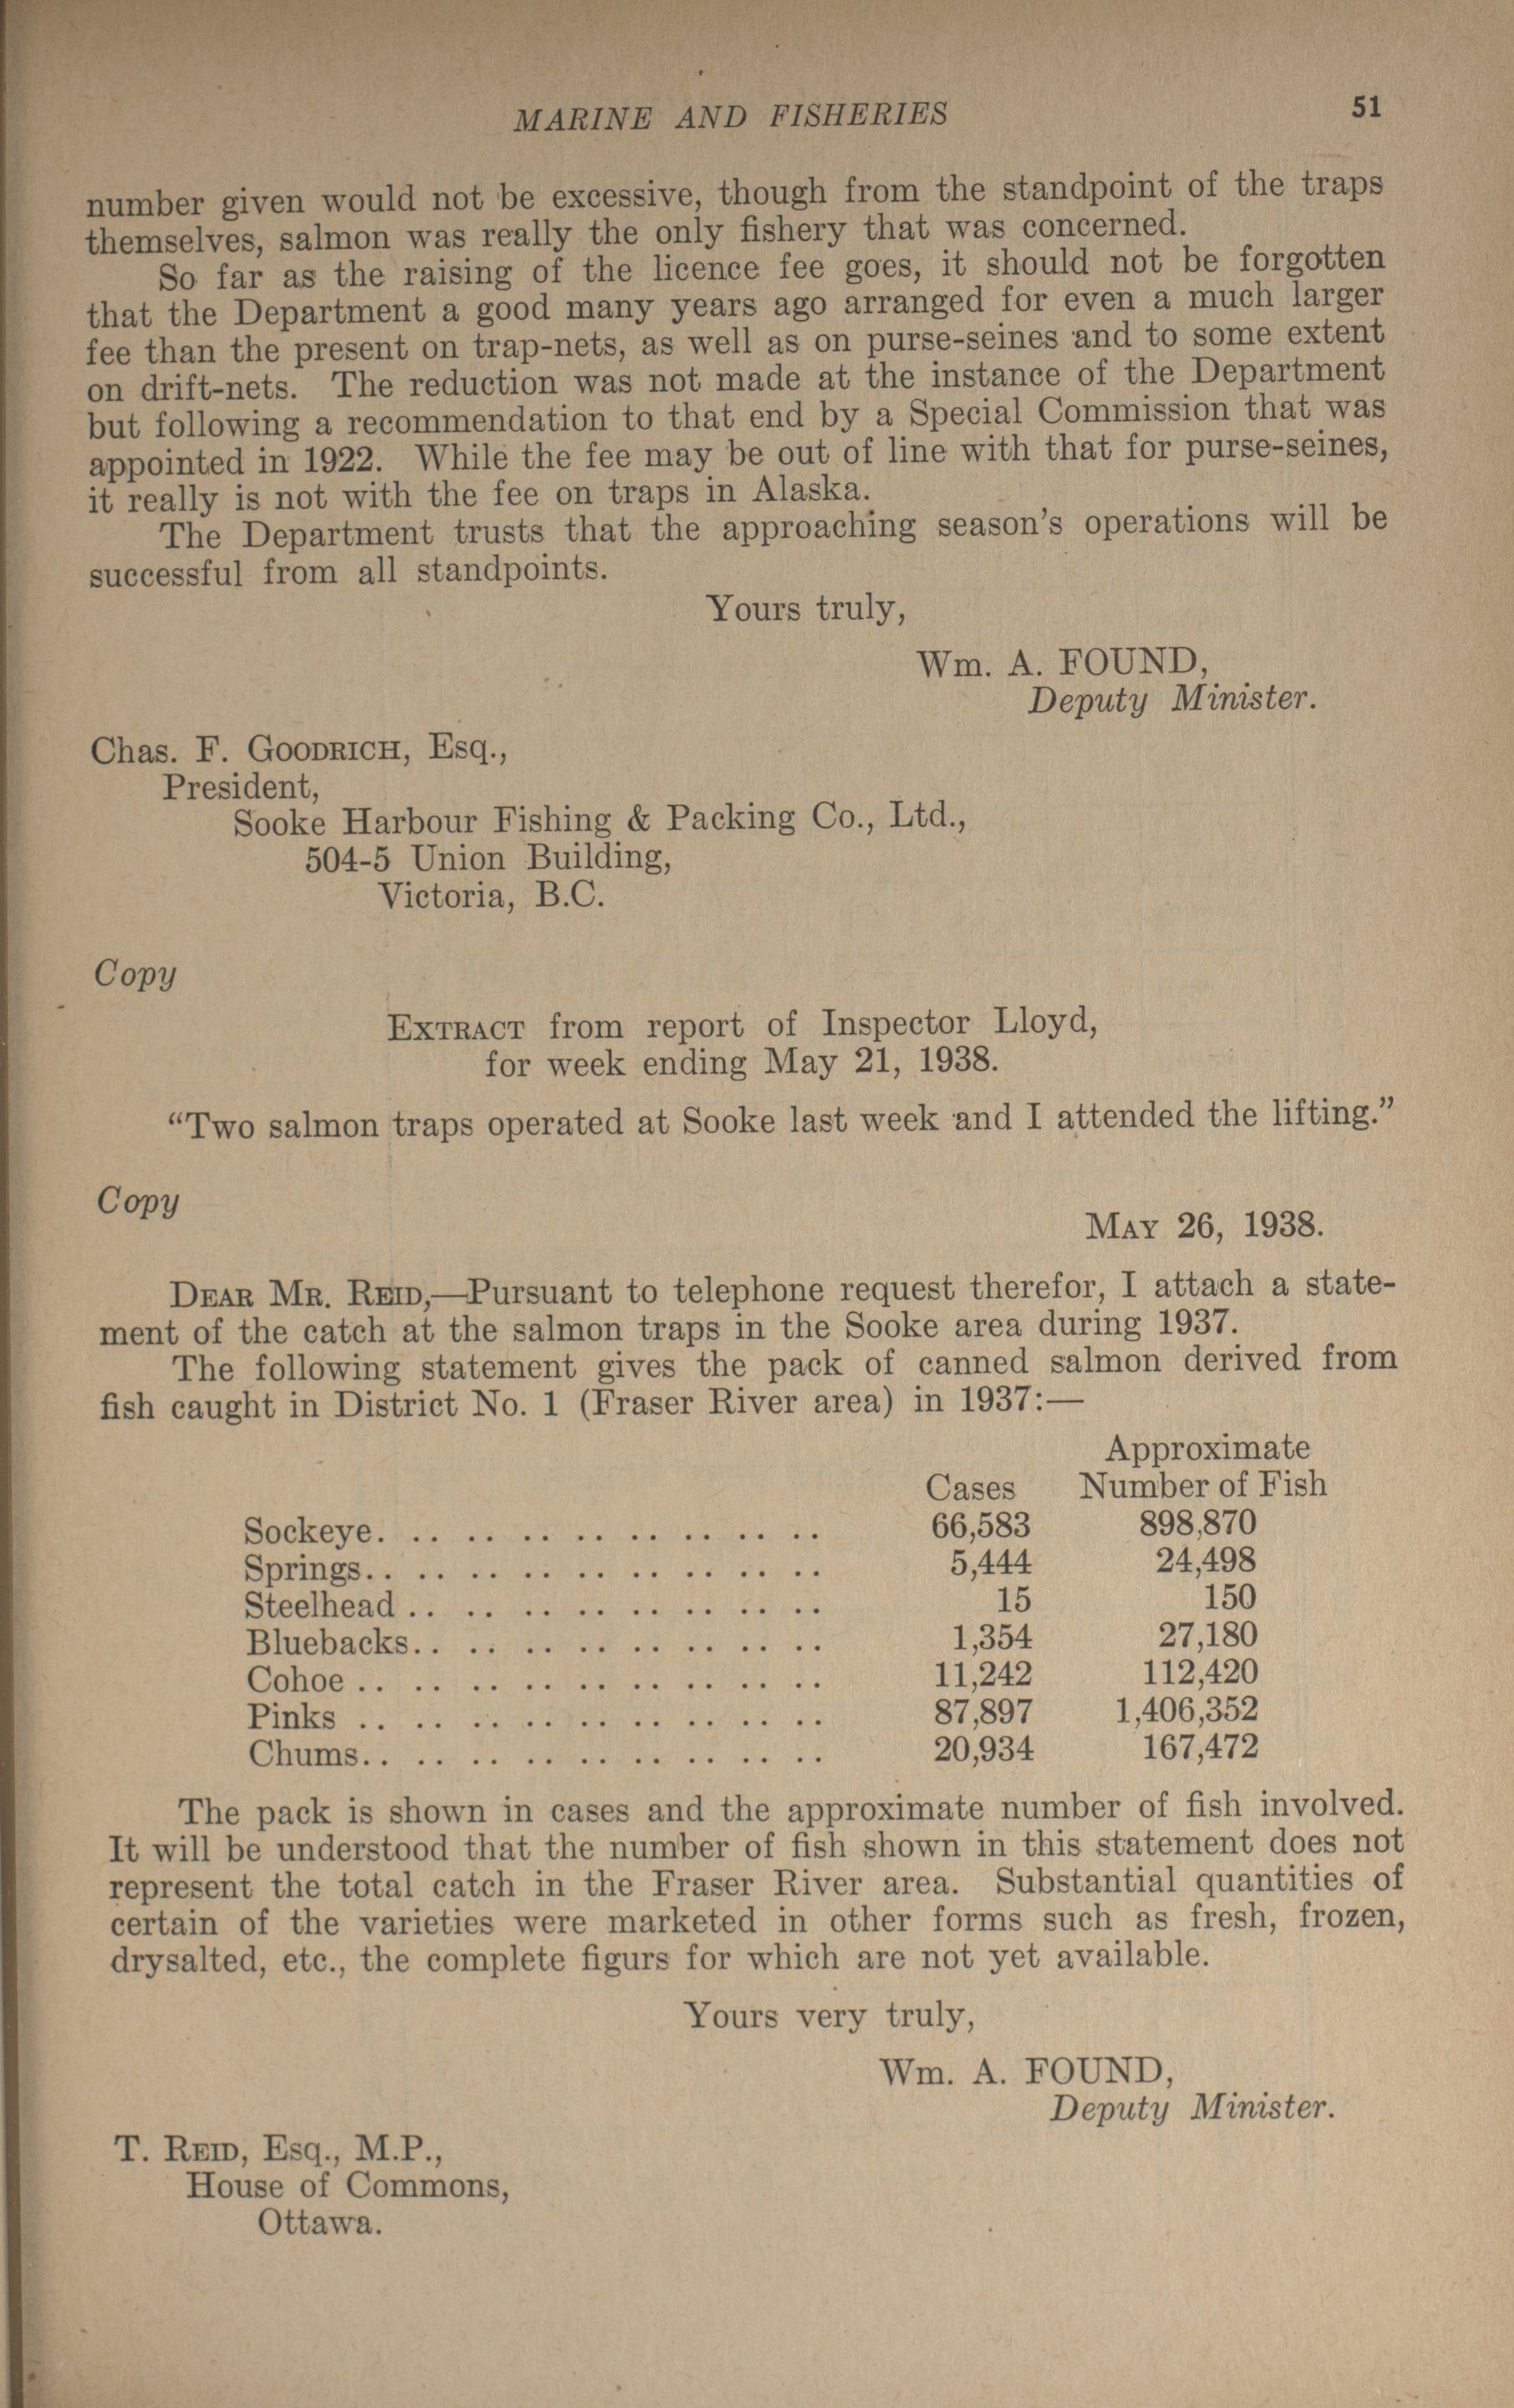 MARINE AND FISHERIES 51
number given would not be excessive, though from the standpoint of the traps
themselves, salmon was really the only fishery that was concerned.
So far as the raising of the licence fee goes, it should not be forgotten
that the Department a good many years ago arranged for even a much larger
fee than the present on trap-nets, as well as on purse-seines and to some extent
on drift-nets. The reduction was not made at the instance of the Department
but following a recommendation to that end by a Special Commission that was
appointed in 1922. While the fee may be out of line with that for purse-seines,
it really is not with the fee on traps in Alaska.
The Department trusts that the approaching season's operations will be
successful from all standpoints.
Yours truly,
Wm. A. FOUND,
Deputy Minister.
Chas. F. GOODRICH, Esq.,
President,
Sooke Harbour Fishing & Packing Co., Ltd.,
504-5 Union Building,
Victoria, B.C.
Copy
EXTRACT from report of Inspector Lloyd,
for week ending May 21, 1938.
"Two salmon traps operated at Sooke last week and I attended the lifting."
Copy
MAY 26, 1938.
DEAR MR. REID,—Pursuant to telephone request therefor, I attach a state-
ment of the catch at the salmon traps in the Sooke area during 1937.
The following statement gives the pack of canned salmon derived from
fish caught in District No. 1 (Fraser River area) in 1937:—
Approximate
Cases Number of Fish
Sockeye. .. .. .. .. .. .. .. .. 66,583 898,870
Springs.. .. .. .. .. .. .. .. .. 5,444 24,498
Steelhead .. .. .. .. .. .. .. .. 15 150
Bluebacks.. .. .. .. .. .. .. .. 1,354 27,180
Cohoe .. .. .. .. .. .. .. .. .. 11,242 112,420
Pinks .. .. .. .. .. .. .. .. .. 87,897 1,406,352
Chums.. .. .. .. .. .. .. .. .. 20,934 167,472
The pack is shown in cases and the approximate number of fish involved.
It will be understood that the number of fish shown in this statement does not
represent the total catch in the Fraser River area. Substantial quantities of
certain of the varieties were marketed in other forms such as fresh, frozen,
drysalted, etc., the complete figurs for which are not yet available.
Yours very truly,
Wm. A. FOUND,
Deputy Minister.
T. REID, Esq., M.P.,
House of Commons,
Ottawa.